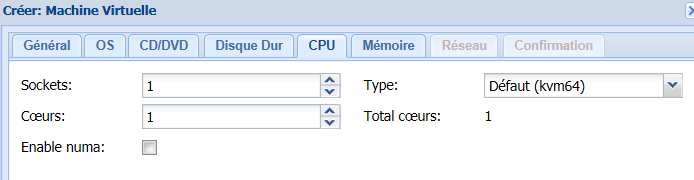 Créer: Machine Virtuelle
Général OS CD/DVD Disque Dur CPU Mémoire Réseau Confirmation
Sockets: 1 Type: Défaut (kvm64)
Cœurs: 1 Total cœurs: 1
Enable numa: